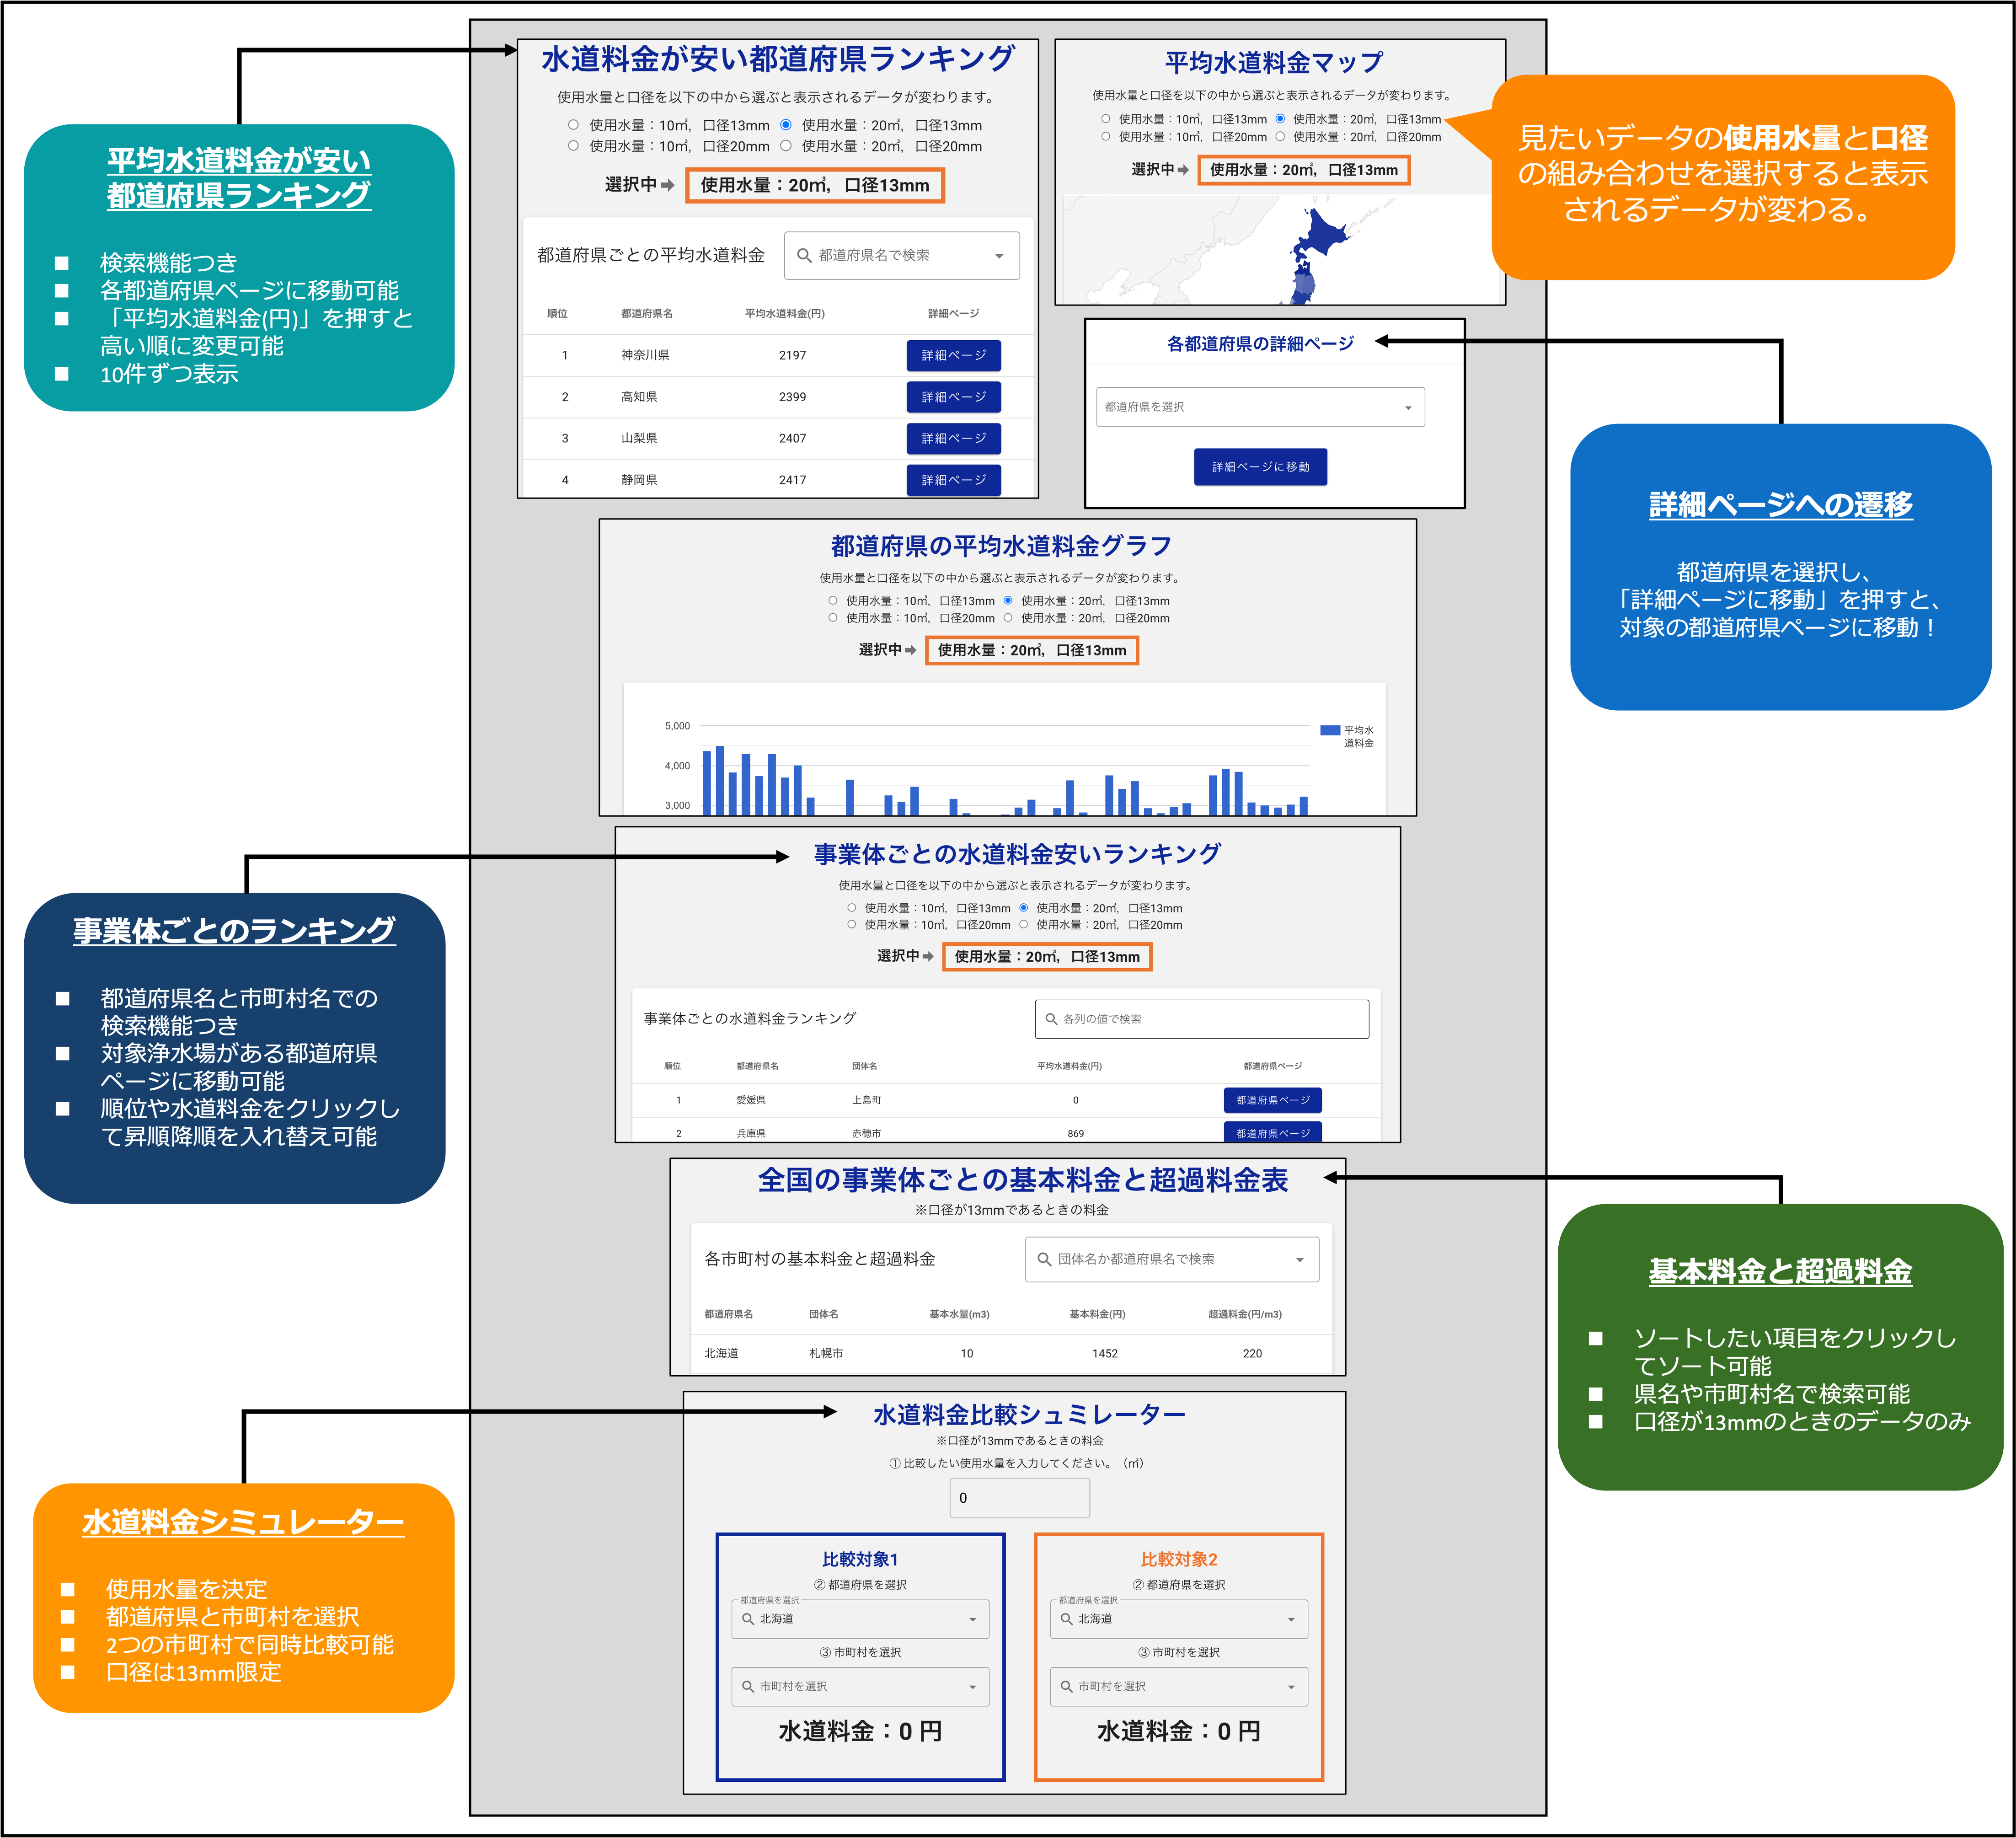 平均水道料金が安い
都道府県ランキング
■ 検索機能つき
■ 各都道府県ページに移動可能
■ 「平均水道料金(円)」を押すと
高い順に変更可能
■ 10件ずつ表示
水道料金が安い都道府県ランキング
使用水量と口径を以下の中から選ぶと表示されるデータが変わります。
使用水量：10㎥, 口径13mm 使用水量：20㎥, 口径13mm
使用水量：10㎥, 口径20mm 使用水量：20㎥, 口径20mm
選択中 使用水量：20㎥, 口径13mm
都道府県ごとの平均水道料金 都道府県名で検索
順位 都道府県名 平均水道料金(円) 詳細ページ
1 神奈川県 2197 詳細ページ
2 高知県 2399 詳細ページ
3 山梨県 2407 詳細ページ
4 静岡県 2417 詳細ページ
平均水道料金マップ
使用水量と口径を以下の中から選ぶと表示されるデータが変わります。
使用水量：10㎥, 口径13mm 使用水量：20㎥, 口径13mm
使用水量：10㎥, 口径20mm 使用水量：20㎥, 口径20mm
選択中 使用水量：20㎥, 口径13mm
見たいデータの使用水量と口径
の組み合わせを選択すると表示
されるデータが変わる。
各都道府県の詳細ページ
都道府県を選択
詳細ページに移動
詳細ページへの遷移
都道府県を選択し、
「詳細ページに移動」を押すと、
対象の都道府県ページに移動！
都道府県の平均水道料金グラフ
使用水量と口径を以下の中から選ぶと表示されるデータが変わります。
使用水量：10㎥, 口径13mm 使用水量：20㎥, 口径13mm
使用水量：10㎥, 口径20mm 使用水量：20㎥, 口径20mm
選択中 使用水量：20㎥, 口径13mm
5,000
4,000
3,000
平均水
道料金
事業体ごとのランキング
■ 都道府県名と市町村名での
検索機能つき
■ 対象浄水場がある都道府県
ページに移動可能
■ 順位や水道料金をクリックし
て昇順降順を入れ替え可能
事業体ごとの水道料金安いランキング
使用水量と口径を以下の中から選ぶと表示されるデータが変わります。
使用水量：10㎥, 口径13mm 使用水量：20㎥, 口径13mm
使用水量：10㎥, 口径20mm 使用水量：20㎥, 口径20mm
選択中 使用水量：20㎥, 口径13mm
事業体ごとの水道料金ランキング 各列の値で検索
順位 都道府県名 団体名 平均水道料金(円) 都道府県ページ
1 愛媛県 上島町 0 都道府県ページ
2 兵庫県 赤穂市 869 都道府県ページ
全国の事業体ごとの基本料金と超過料金表
※口径が13mmであるときの料金
各市町村の基本料金と超過料金 団体名か都道府県名で検索
都道府県名 団体名 基本水量(m3) 基本料金(円) 超過料金(円/m3)
北海道 札幌市 10 1452 220
基本料金と超過料金
■ ソートしたい項目をクリックし
てソート可能
■ 県名や市町村名で検索可能
■ 口径が13mmのときのデータのみ
水道料金シミュレーター
■ 使用水量を決定
■ 都道府県と市町村を選択
■ 2つの市町村で同時比較可能
■ 口径は13mm限定
水道料金比較シュミレーター
※口径が13mmであるときの料金
① 比較したい使用水量を入力してください。（㎥）
0
比較対象1
② 都道府県を選択
都道府県を選択
北海道
③ 市町村を選択
市町村を選択
水道料金：0 円
比較対象2
② 都道府県を選択
都道府県を選択
北海道
③ 市町村を選択
市町村を選択
水道料金：0 円